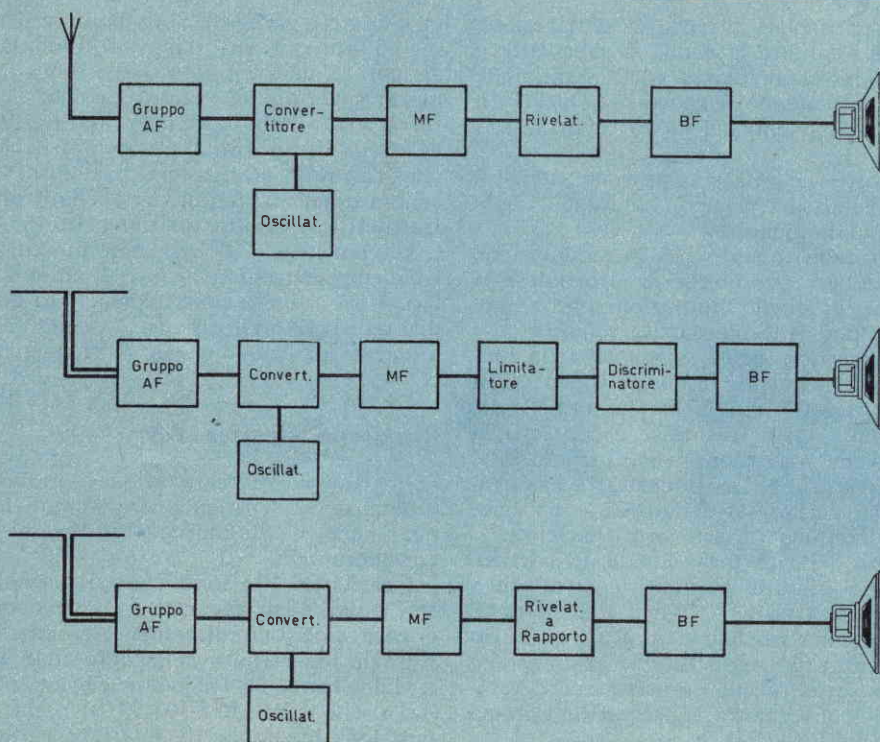 Gruppo
AF
Conver-
titore
MF
Rivelat.
BF
Oscillat.
Gruppo
AF
Convert.
MF
Limita-
tore
Discrimi-
natore
BF
Oscillat.
Gruppo
AF
Convert.
MF
Rivelat.
a
Rapporto
BF
Oscillat.